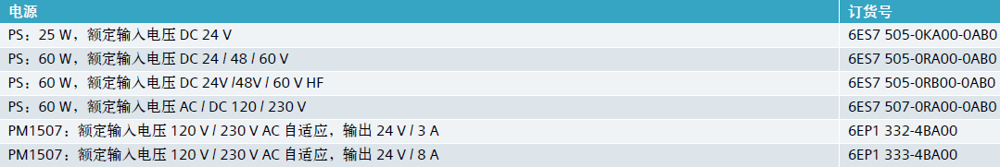 电源 订货号
PS：25 W，额定输入电压 DC 24 V 6ES7 505-0KA00-0AB0
PS：60 W，额定输入电压 DC 24 / 48 / 60 V 6ES7 505-0RA00-0AB0
PS：60 W，额定输入电压 DC 24V /48V / 60 V HF 6ES7 505-0RB00-0AB0
PS：60 W，额定输入电压 AC / DC 120 / 230 V 6ES7 507-0RA00-0AB0
PM1507：额定输入电压 120 V / 230 V AC 自适应，输出 24 V / 3 A 6EP1 332-4BA00
PM1507：额定输入电压 120 V / 230 V AC 自适应，输出 24 V / 8 A 6EP1 333-4BA00